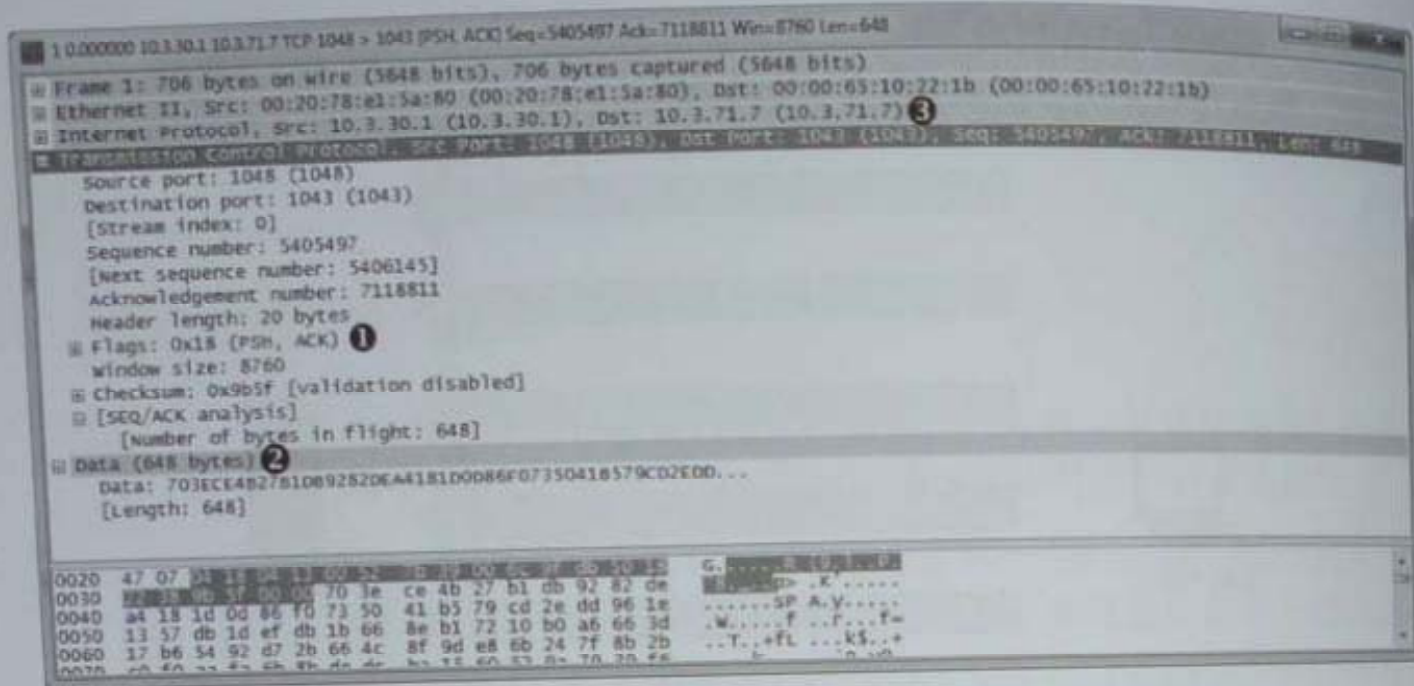 1 0.000000 10.3.30.1 10.3.71.7 TCP 1048 > 1043 [PSH, ACK] Seq=5405497 Ack=7118811 Win=8760 Len=648
Frame 1: 706 bytes on wire (5648 bits), 706 bytes captured (5648 bits)
Ethernet II, Src: 00:20:78:e1:5a:80 (00:20:78:e1:5a:80), Dst: 00:00:65:10:22:1b (00:00:65:10:22:1b)
Internet Protocol, Src: 10.3.30.1 (10.3.30.1), Dst: 10.3.71.7 (10.3.71.7) ❸
Transmission Control Protocol, Src Port: 1048 (1048), Dst Port: 1043 (1043), Seq: 5405497, Ack: 7118811, Len: 648
Source port: 1048 (1048)
Destination port: 1043 (1043)
[Stream index: 0]
Sequence number: 5405497
[Next sequence number: 5406145]
Acknowledgement number: 7118811
Header length: 20 bytes
Flags: 0x18 (PSH, ACK) ❶
Window size: 8760
Checksum: 0x9b5f [validation disabled]
[SEQ/ACK analysis]
[Number of bytes in flight: 648]
Data (648 bytes) ❷
Data: 703ECE4B27B1DB9282DEA4181D0D86F0735041B579CD2EDD...
[Length: 648]
0020 47 07
0030 70 3e ce 4b 27 b1 db 92 82 de
0040 a4 18 1d 0d 86 f0 73 50 41 b5 79 cd 2e dd 96 1e ......SP A.y.....
0050 13 57 db 1d ef db 1b 66 8e b1 72 10 b0 a6 66 3d .W.....f ..r...f=
0060 17 b6 54 92 d7 2b 66 4c 8f 9d e8 6b 24 7f 8b 2b ..T..+fL ...k$..+